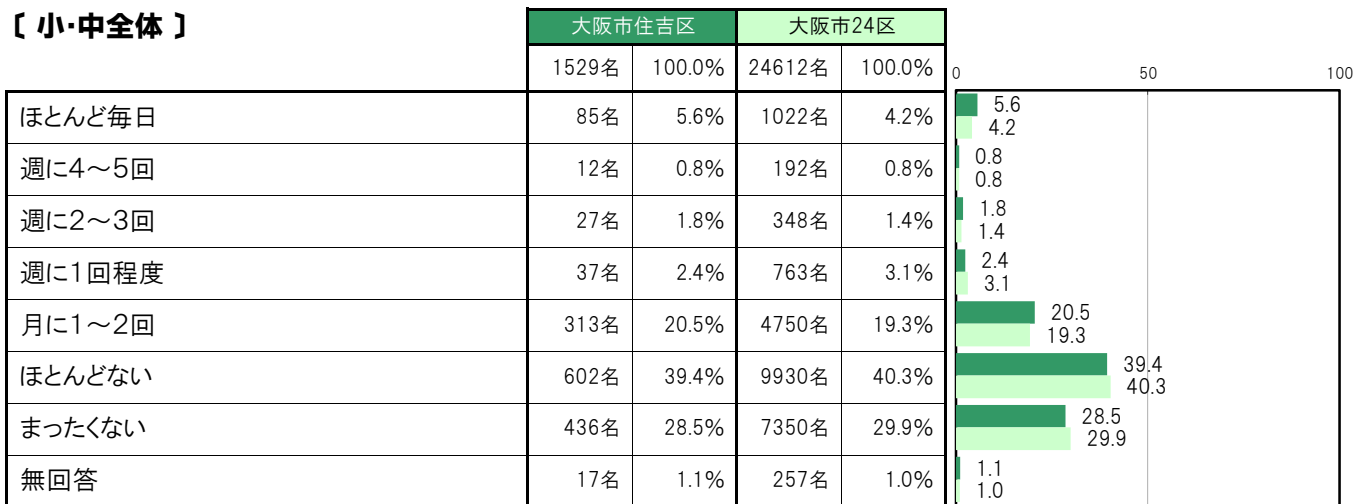 〔 小・中全体 〕
大阪市住吉区 大阪市24区
1529名 100.0% 24612名 100.0% 0 50 100
ほとんど毎日 85名 5.6% 1022名 4.2% 5.6
4.2
週に4～5回 12名 0.8% 192名 0.8% 0.8
0.8
週に2～3回 27名 1.8% 348名 1.4% 1.8
1.4
週に1回程度 37名 2.4% 763名 3.1% 2.4
3.1
月に1～2回 313名 20.5% 4750名 19.3% 20.5
19.3
ほとんどない 602名 39.4% 9930名 40.3% 39.4
40.3
まったくない 436名 28.5% 7350名 29.9% 28.5
29.9
無回答 17名 1.1% 257名 1.0% 1.1
1.0